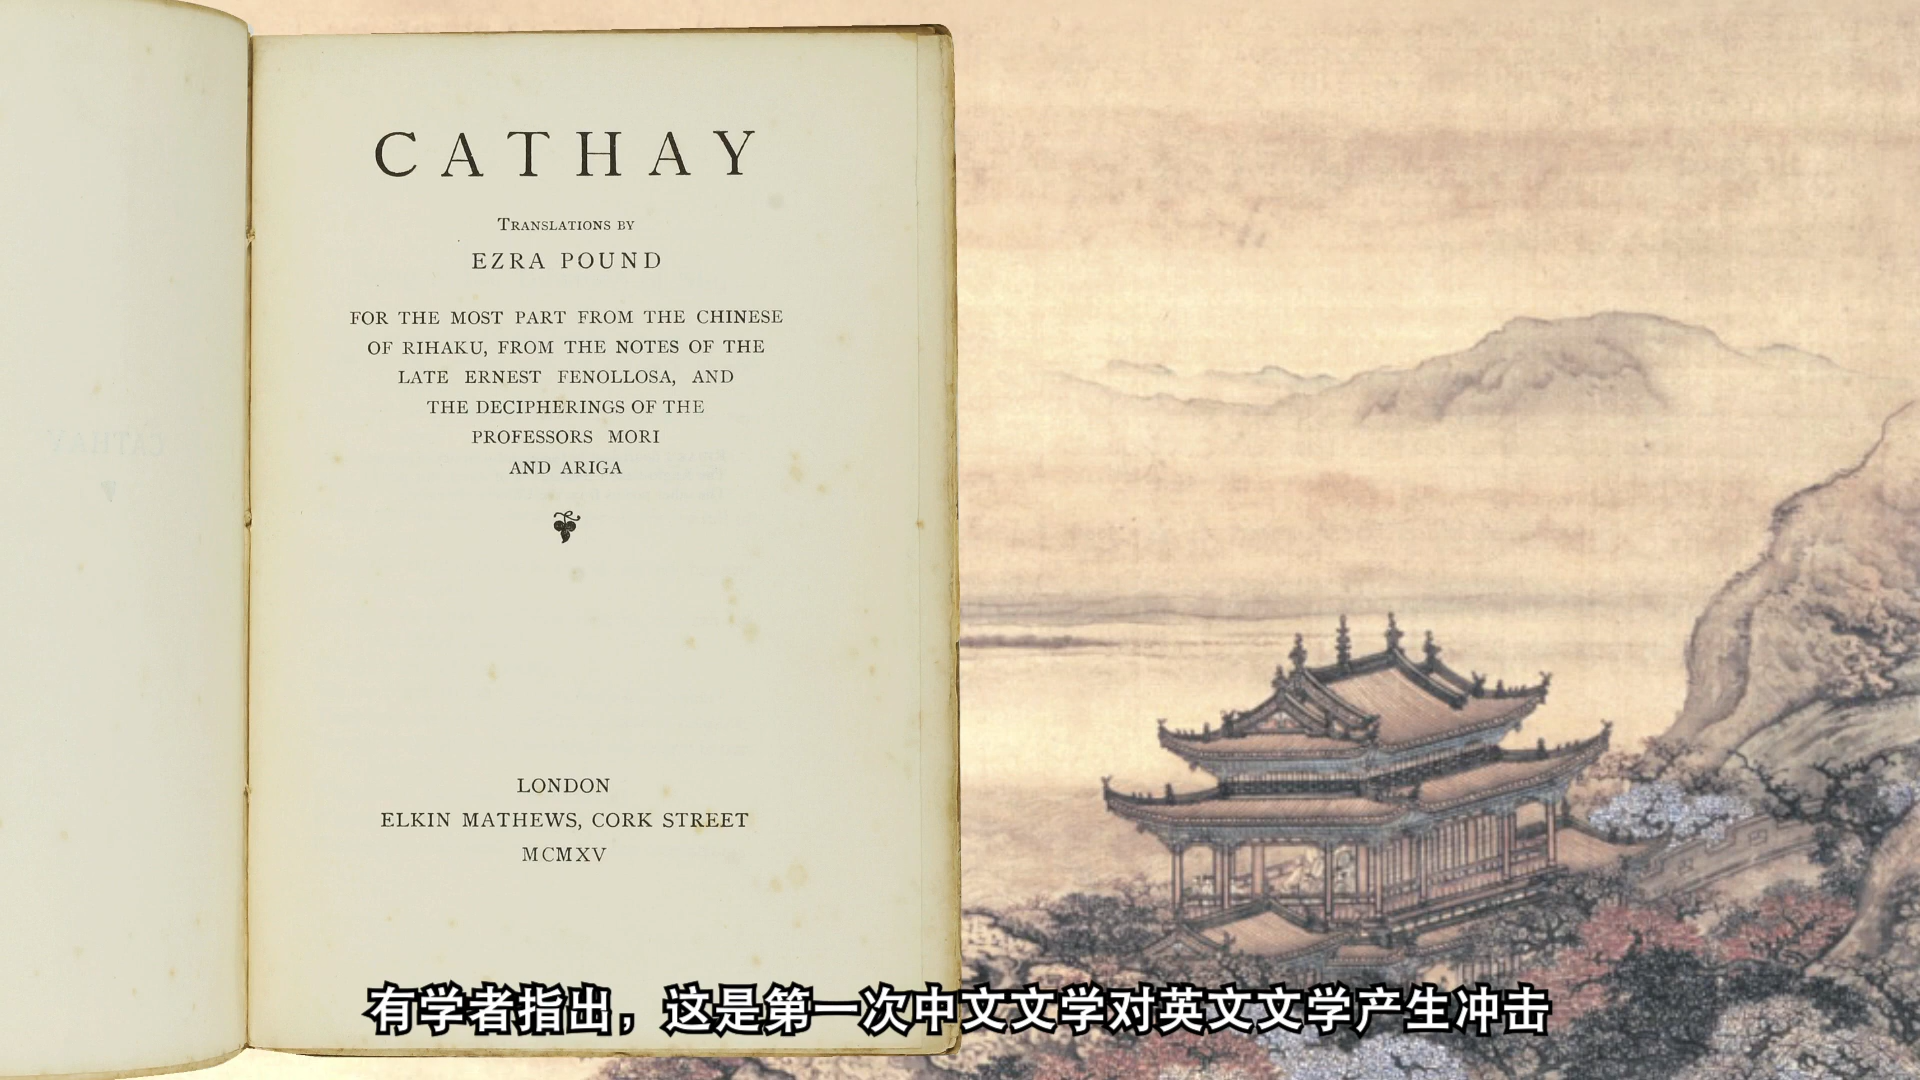 CATHAY
TRANSLATIONS BY
EZRA POUND
FOR THE MOST PART FROM THE CHINESE
OF RIHAKU, FROM THE NOTES OF THE
LATE ERNEST FENOLLOSA, AND
THE DECIPHERINGS OF THE
PROFESSORS MORI
AND ARIGA
LONDON
ELKIN MATHEWS, CORK STREET
MCMXV
有学者指出，这是第一次中文文学对英文文学产生冲击